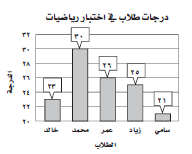 درجات طلاب في اختبار رياضيات
الدرجة
٣٤
٣٢
٣٠
٢٨
٢٦
٢٤
٢٢
٢٠
٢٣
٣٠
٢٦
٢٥
٢١
خالد
محمد
عمر
زياد
سامي
الطلاب